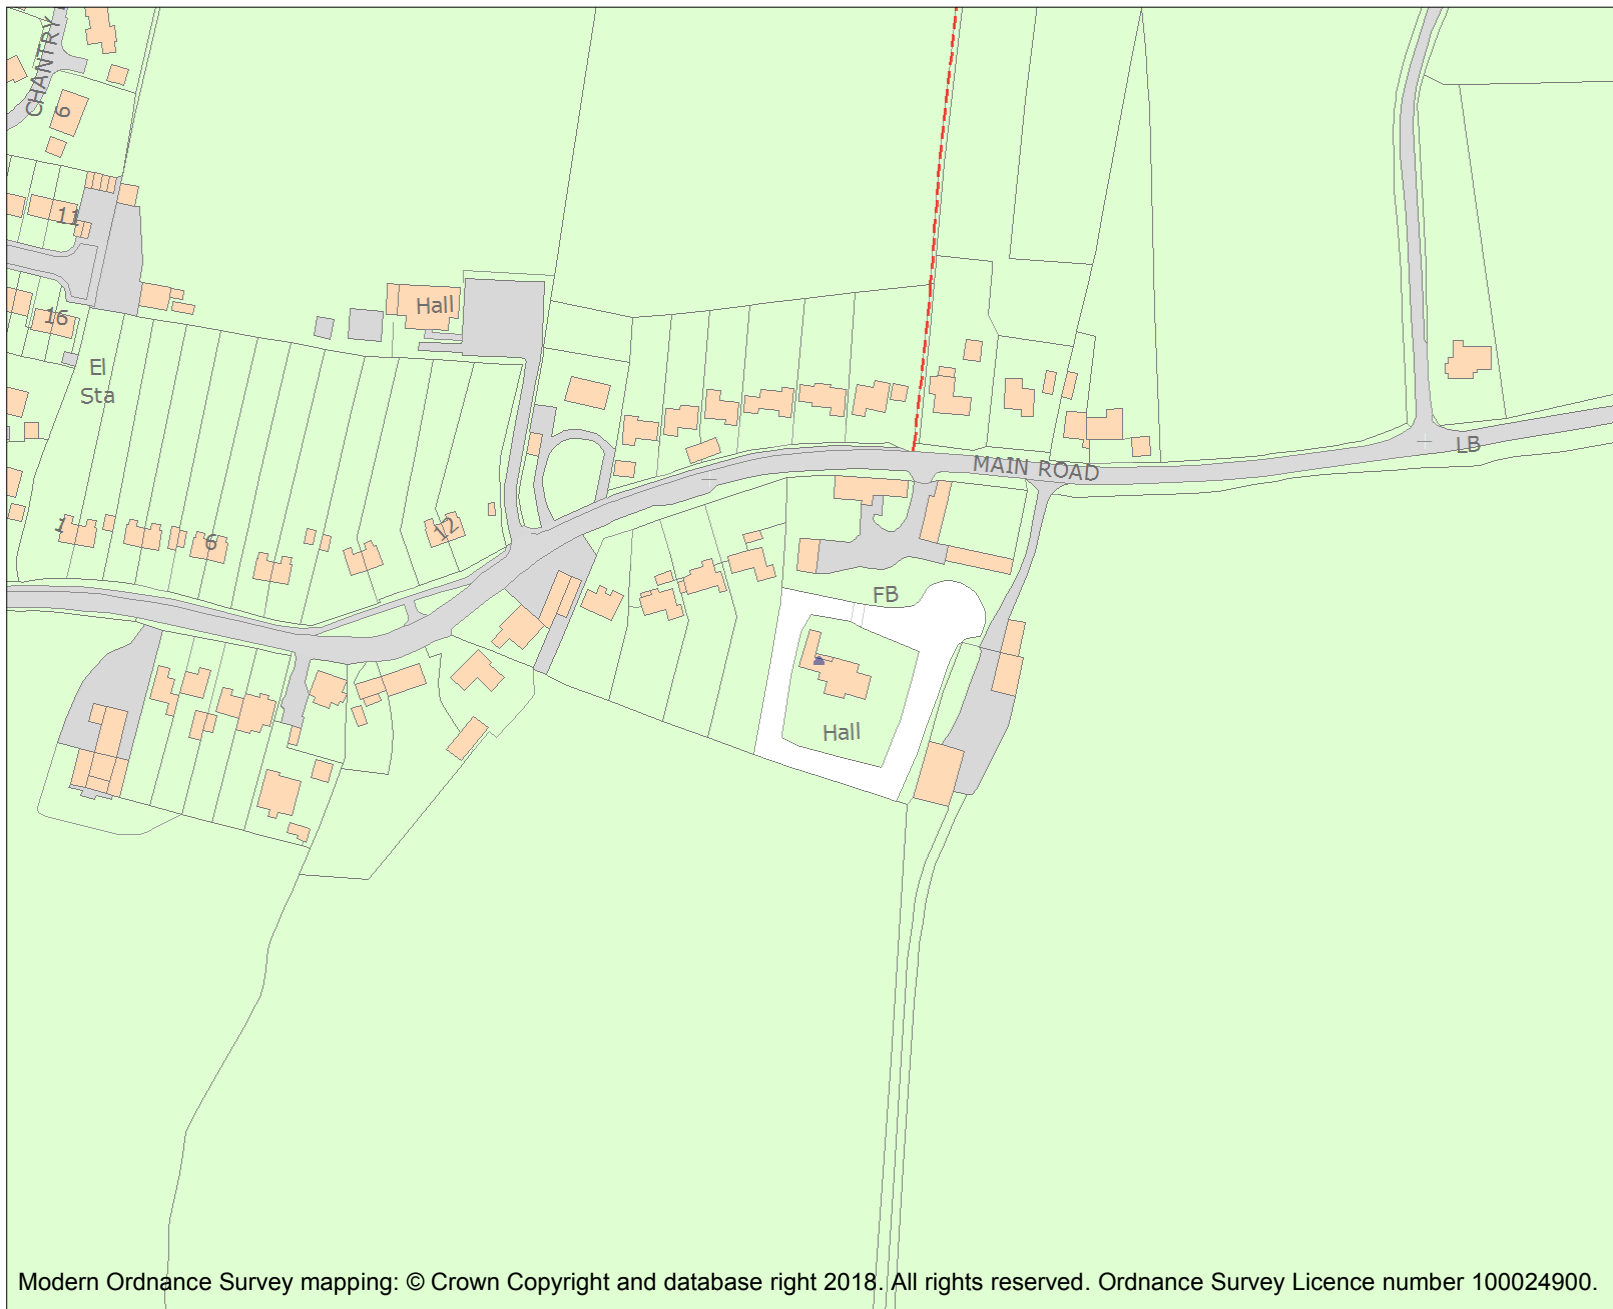 CHANTRY
6
11
16
Hall
El
Sta
LB
MAIN ROAD
1
6
12
FB
Hall
Modern Ordnance Survey mapping: © Crown Copyright and database right 2018. All rights reserved. Ordnance Survey Licence number 100024900.